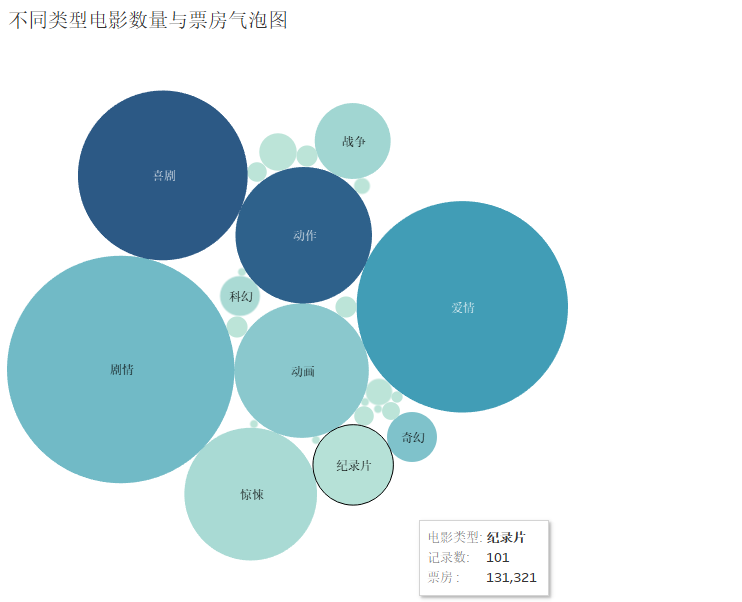 不同类型电影数量与票房气泡图
战争
喜剧
动作
科幻
爱情
剧情
动画
奇幻
纪录片
惊悚
电影类型: 纪录片
记录数: 101
票房 : 131,321